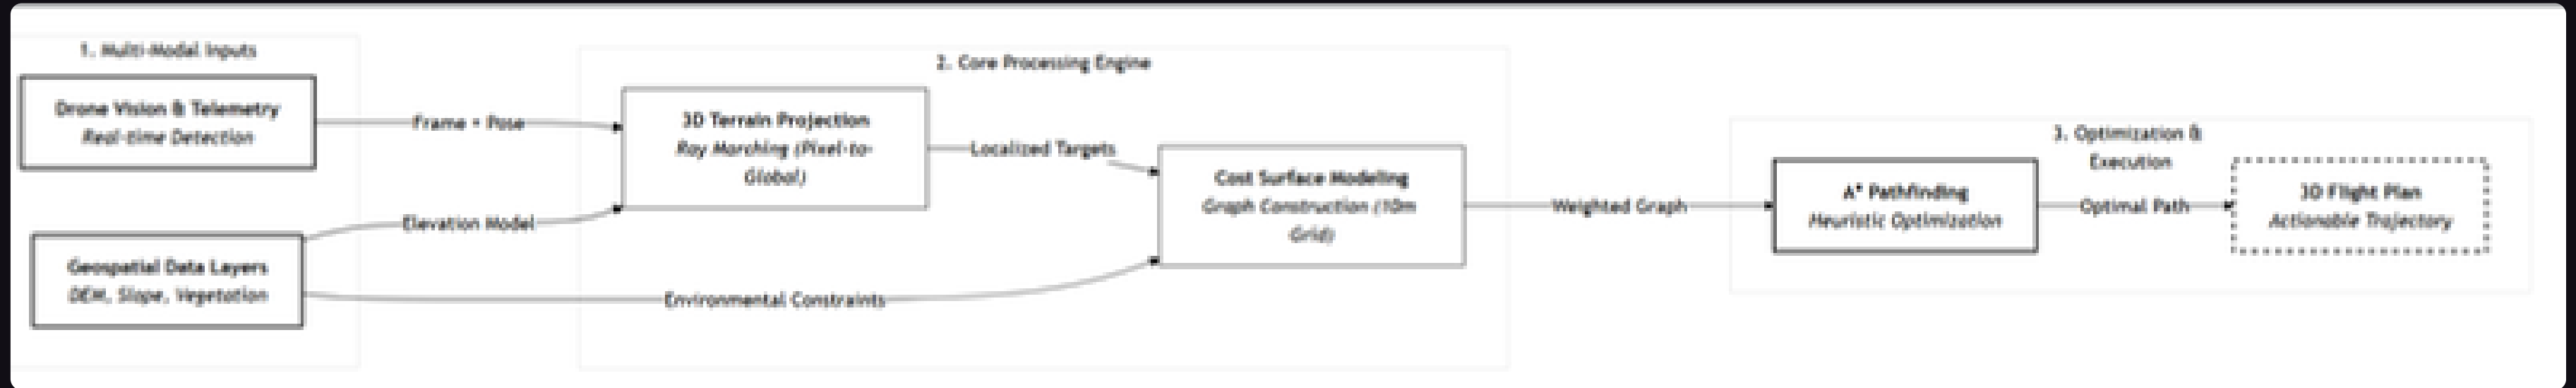 1. Multi-Modal Inputs
Drone Vision & Telemetry
Real-time Detection
Geospatial Data Layers
DEM, Slope, Vegetation
Frame + Pose
Elevation Model
Environmental Constraints
2. Core Processing Engine
3D Terrain Projection
Ray Marching (Pixel-to-
Global)
Localized Targets
Cost Surface Modeling
Graph Construction (10m
Grid)
Weighted Graph
3. Optimization &
Execution
A* Pathfinding
Heuristic Optimization
Optimal Path
3D Flight Plan
Actionable Trajectory